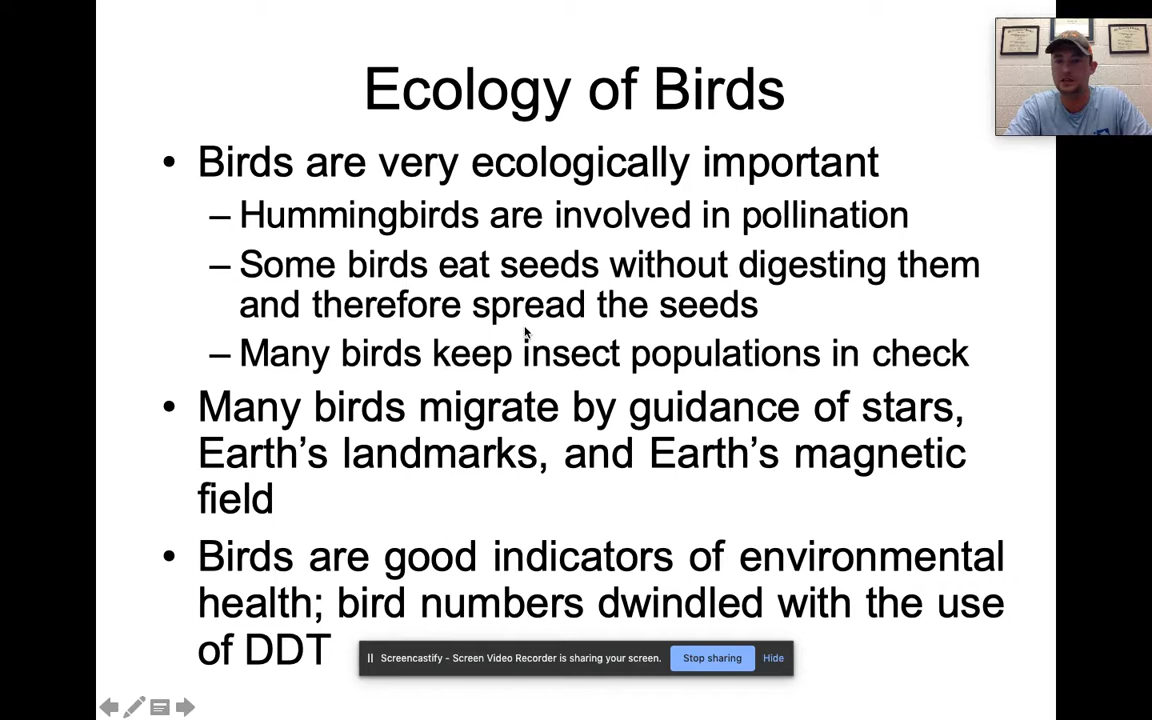 Ecology of Birds
• Birds are very ecologically important
– Hummingbirds are involved in pollination
– Some birds eat seeds without digesting them
and therefore spread the seeds
– Many birds keep insect populations in check
• Many birds migrate by guidance of stars,
Earth’s landmarks, and Earth’s magnetic
field
• Birds are good indicators of environmental
health; bird numbers dwindled with the use
of DDT
Screencastify - Screen Video Recorder is sharing your screen. Stop sharing Hide